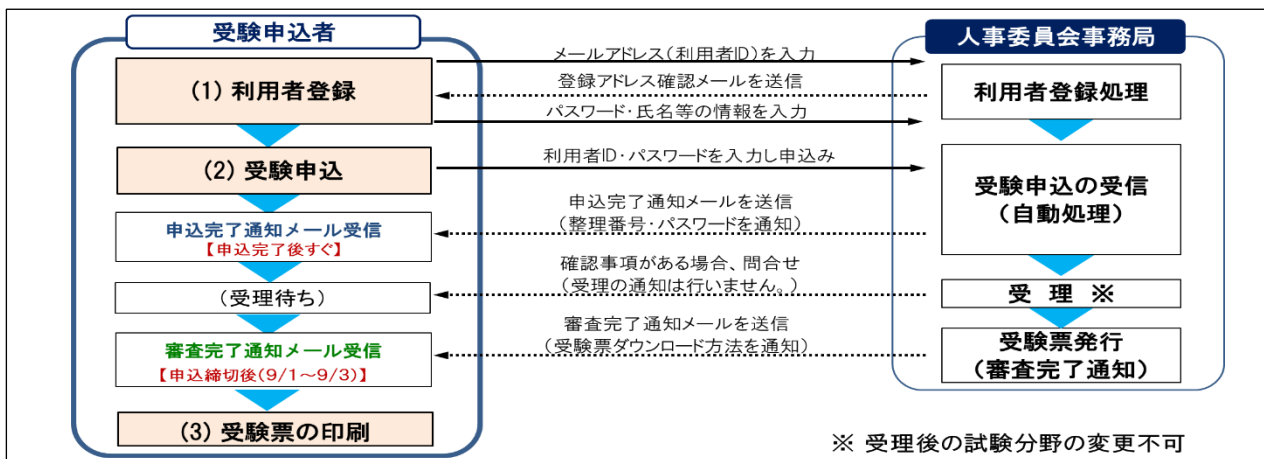 受験申込者
(1) 利用者登録
(2) 受験申込
申込完了通知メール受信
【申込完了後すぐ】
(受理待ち)
審査完了通知メール受信
【申込締切後(9/1～9/3)】
(3) 受験票の印刷
メールアドレス(利用者ID)を入力
登録アドレス確認メールを送信
パスワード・氏名等の情報を入力
利用者ID・パスワードを入力し申込み
申込完了通知メールを送信
(整理番号・パスワードを通知)
確認事項がある場合、問合せ
(受理の通知は行いません。)
審査完了通知メールを送信
(受験票ダウンロード方法を通知)
人事委員会事務局
利用者登録処理
受験申込の受信
(自動処理)
受 理 ※
受験票発行
(審査完了通知)
※ 受理後の試験分野の変更不可